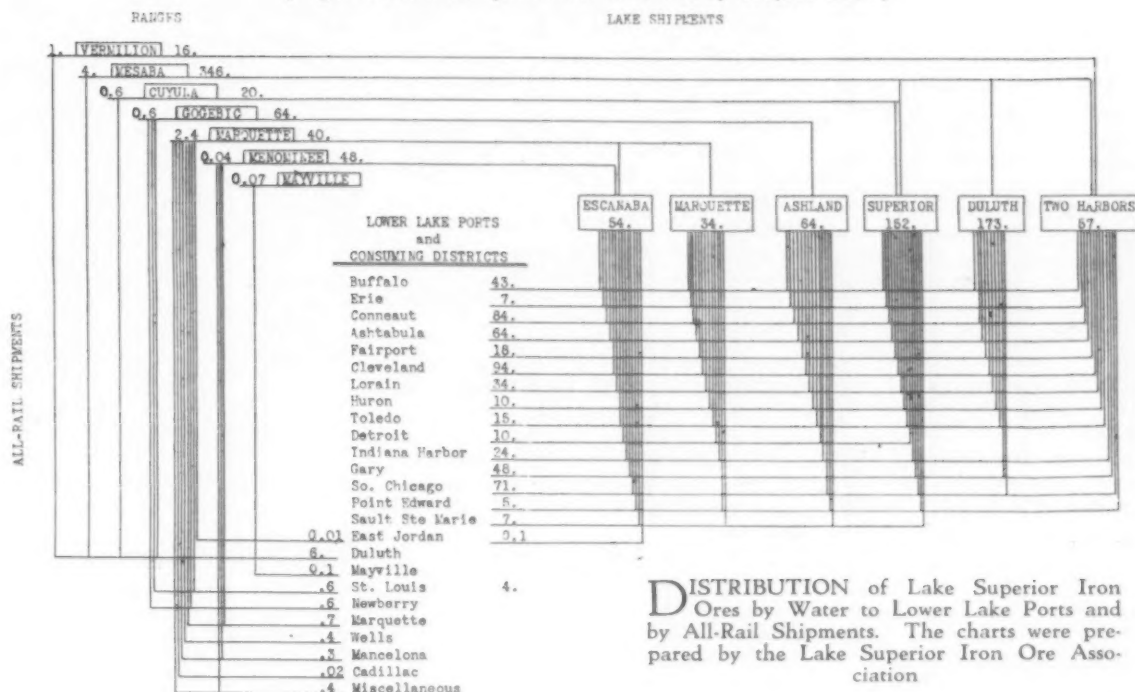 RANGES
LAKE SHIPMENTS
1. VERMILION 16.
4. MESABA 346.
0.6 CUYULA 20.
0.6 GOGEBIC 64.
2.4 MARQUETTE 40.
0.04 MENOMINEE 48.
0.07 MAYVILLE
ESCANABA 54.
MARQUETTE 34.
ASHLAND 64.
SUPERIOR 152.
DULUTH 173.
TWO HARBORS 57.
LOWER LAKE PORTS
and
CONSUMING DISTRICTS
ALL-RAIL SHIPMENTS
Buffalo 43.
Erie 7.
Conneaut 84.
Ashtabula 64.
Fairport 18.
Cleveland 94.
Lorain 34.
Huron 10.
Toledo 15.
Detroit 10.
Indiana Harbor 24.
Gary 48.
So. Chicago 71.
Point Edward 5.
Sault Ste Marie 7.
0.01 East Jordan 0.1
6. Duluth
0.1 Mayville
.6 St. Louis 4.
.6 Newberry
.7 Marquette
.4 Wells
.3 Mancelona
.02 Cadillac
.4 Miscellaneous
DISTRIBUTION of Lake Superior Iron
Ores by Water to Lower Lake Ports and
by All-Rail Shipments. The charts were pre-
pared by the Lake Superior Iron Ore Asso-
ciation